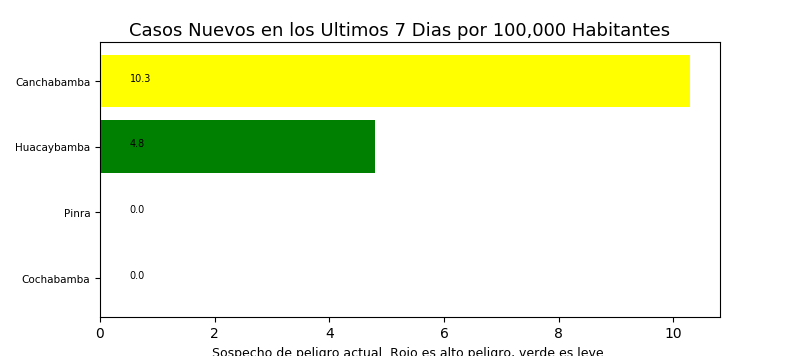 Casos Nuevos en los Ultimos 7 Dias por 100,000 Habitantes
Canchabamba
10.3
Huacaybamba
4.8
Pinra
0.0
Cochabamba
0.0
0 2 4 6 8 10
Sospecho de peligro actual. Rojo es alto peligro, verde es leve